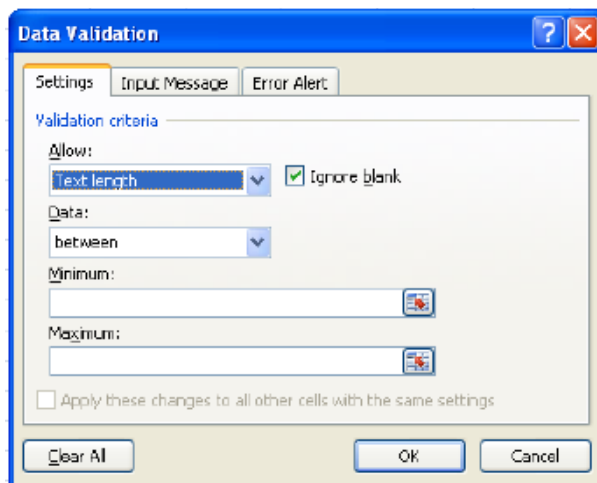 Data Validation
?
Settings Input Message Error Alert
Validation criteria
Allow:
Text length Ignore blank
Data:
between
Minimum:
Maximum:
Apply these changes to all other cells with the same settings
Clear All OK Cancel